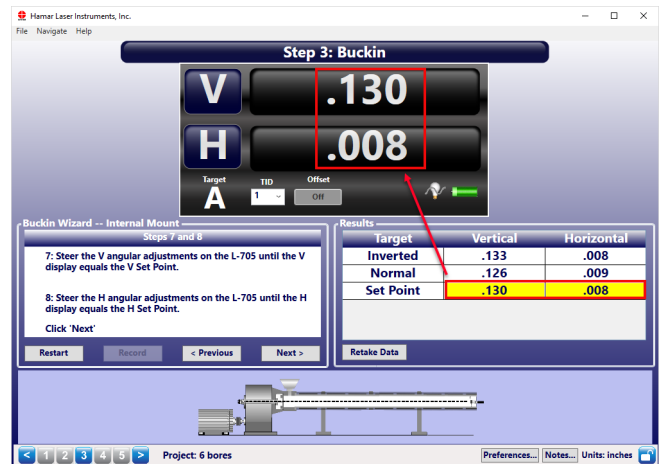 Hamar Laser Instruments, Inc.
File Navigate Help
Step 3: Buckin
V .130
H .008
Target TID Offset
A 1 Off
Buckin Wizard -- Internal Mount
Steps 7 and 8
7: Steer the V angular adjustments on the L-705 until the V
display equals the V Set Point.
8: Steer the H angular adjustments on the L-705 until the H
display equals the H Set Point.
Click 'Next'
Restart Record < Previous Next >
Results
Target Vertical Horizontal
Inverted .133 .008
Normal .126 .009
Set Point .130 .008
Retake Data
< 1 2 3 4 5 > Project: 6 bores Preferences... Notes... Units: inches